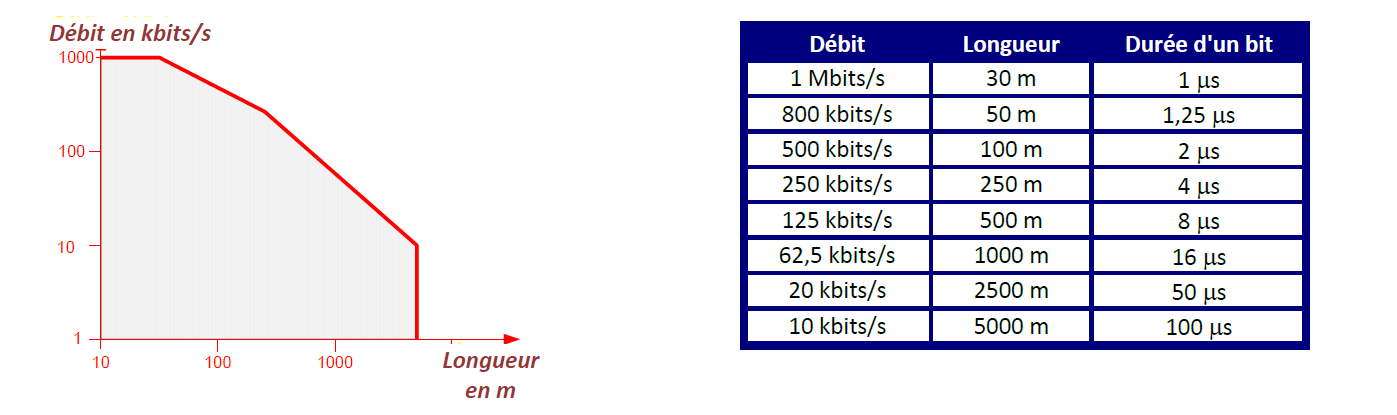 Débit en kbits/s
1000
100
10
1
10 100 1000
Longueur
en m
Débit Longueur Durée d'un bit
1 Mbits/s 30 m 1 µs
800 kbits/s 50 m 1,25 µs
500 kbits/s 100 m 2 µs
250 kbits/s 250 m 4 µs
125 kbits/s 500 m 8 µs
62,5 kbits/s 1000 m 16 µs
20 kbits/s 2500 m 50 µs
10 kbits/s 5000 m 100 µs